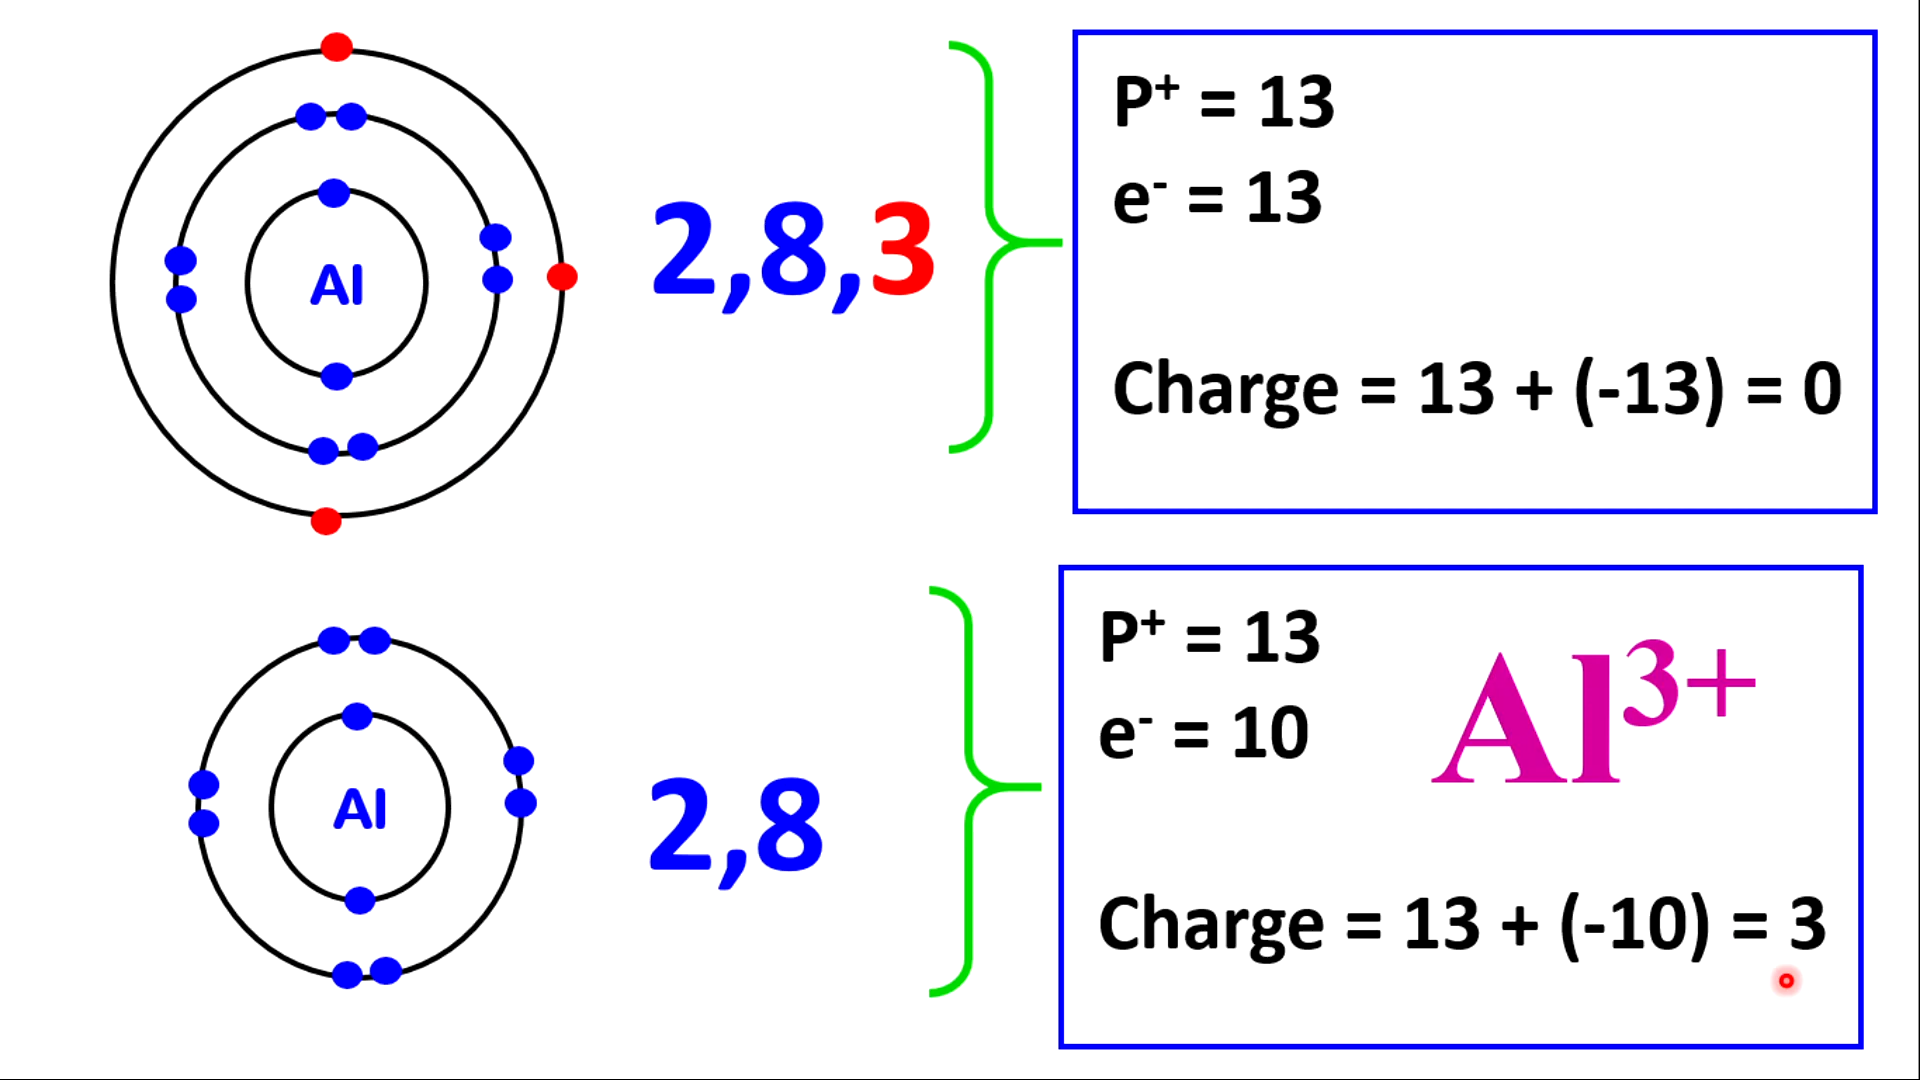 Al
2,8,3
P⁺ = 13
e⁻ = 13
Charge = 13 + (-13) = 0
Al
2,8
P⁺ = 13
e⁻ = 10
Al³⁺
Charge = 13 + (-10) = 3